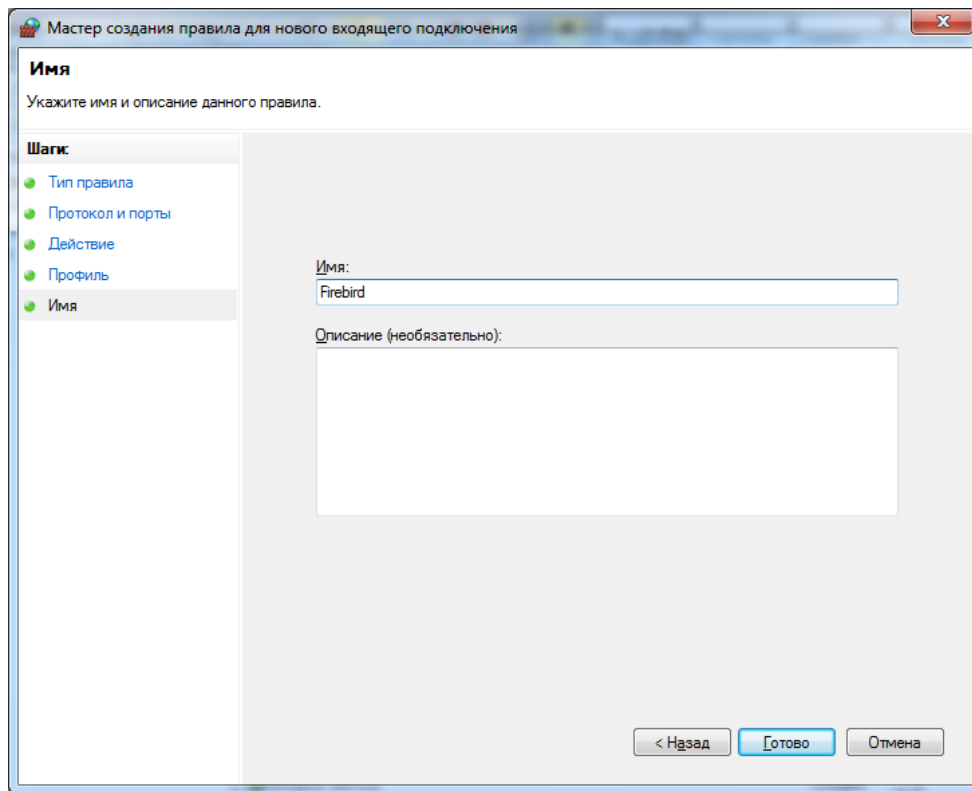 Мастер создания правила для нового входящего подключения
Имя
Укажите имя и описание данного правила.
Шаги:
Тип правила
Протокол и порты
Действие
Профиль
Имя
Имя:
Firebird
Описание (необязательно):
< Назад
Готово
Отмена